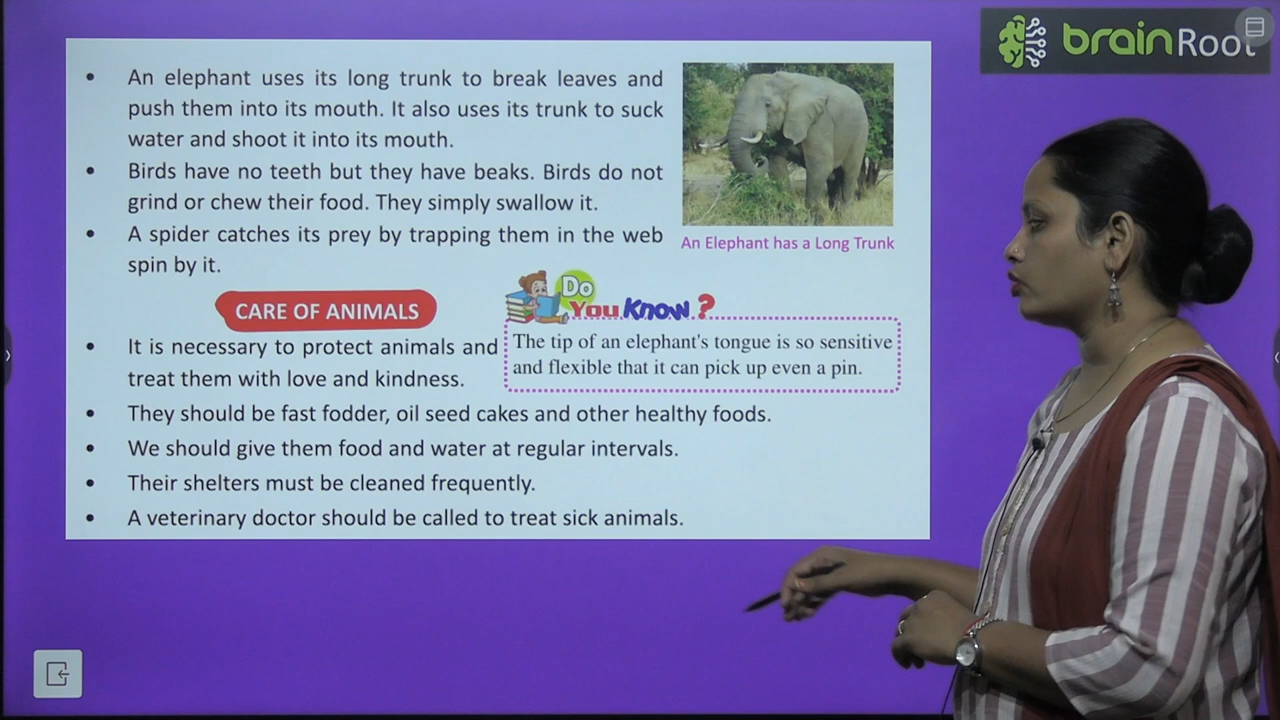 brainRoot
• An elephant uses its long trunk to break leaves and
push them into its mouth. It also uses its trunk to suck
water and shoot it into its mouth.
• Birds have no teeth but they have beaks. Birds do not
grind or chew their food. They simply swallow it.
• A spider catches its prey by trapping them in the web
spin by it.
An Elephant has a Long Trunk
CARE OF ANIMALS
Do
You Know?
The tip of an elephant's tongue is so sensitive
and flexible that it can pick up even a pin.
• It is necessary to protect animals and
treat them with love and kindness.
• They should be fast fodder, oil seed cakes and other healthy foods.
• We should give them food and water at regular intervals.
• Their shelters must be cleaned frequently.
• A veterinary doctor should be called to treat sick animals.